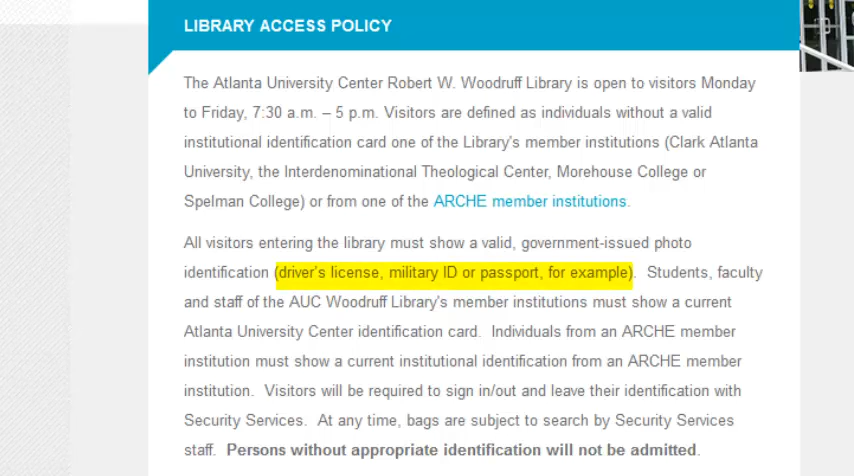 LIBRARY ACCESS POLICY
The Atlanta University Center Robert W. Woodruff Library is open to visitors Monday
to Friday, 7:30 a.m. – 5 p.m. Visitors are defined as individuals without a valid
institutional identification card one of the Library's member institutions (Clark Atlanta
University, the Interdenominational Theological Center, Morehouse College or
Spelman College) or from one of the ARCHE member institutions.
All visitors entering the library must show a valid, government-issued photo
identification (driver's license, military ID or passport, for example).  Students, faculty
and staff of the AUC Woodruff Library's member institutions must show a current
Atlanta University Center identification card.  Individuals from an ARCHE member
institution must show a current institutional identification from an ARCHE member
institution.  Visitors will be required to sign in/out and leave their identification with
Security Services.  At any time, bags are subject to search by Security Services
staff.  Persons without appropriate identification will not be admitted.